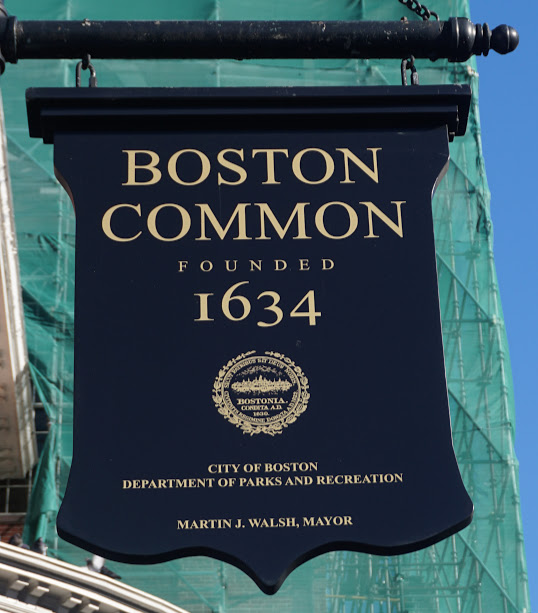 BOSTON
COMMON
FOUNDED
1634
BOSTONIA.
CONDITA A.D.
1630.
CITY OF BOSTON
DEPARTMENT OF PARKS AND RECREATION
MARTIN J. WALSH, MAYOR